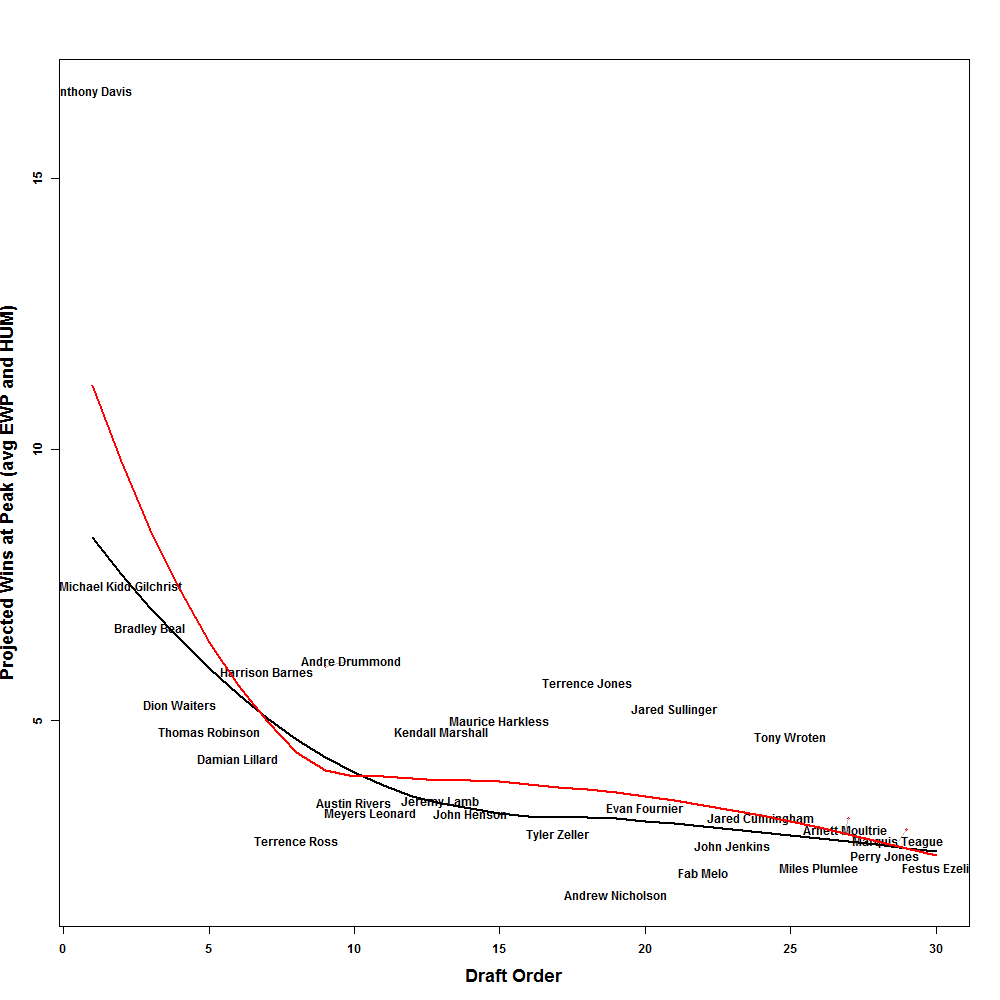 nthony Davis
15
Projected Wins at Peak (avg EWP and HUM)
10
Michael Kidd-Gilchrist
Bradley Beal
Andre Drummond
Harrison Barnes
Terrence Jones
Dion Waiters
Jared Sullinger
5
Maurice Harkless
Thomas Robinson
Kendall Marshall
Tony Wroten
Damian Lillard
Jeremy Lamb
Austin Rivers
Evan Fournier
Meyers Leonard
John Henson
Jared Cunningham
Arnett Moultrie
Tyler Zeller
Terrence Ross
Marquis Teague
John Jenkins
Perry Jones
Miles Plumlee
Festus Ezeli
Fab Melo
Andrew Nicholson
0 5 10 15 20 25 30
Draft Order